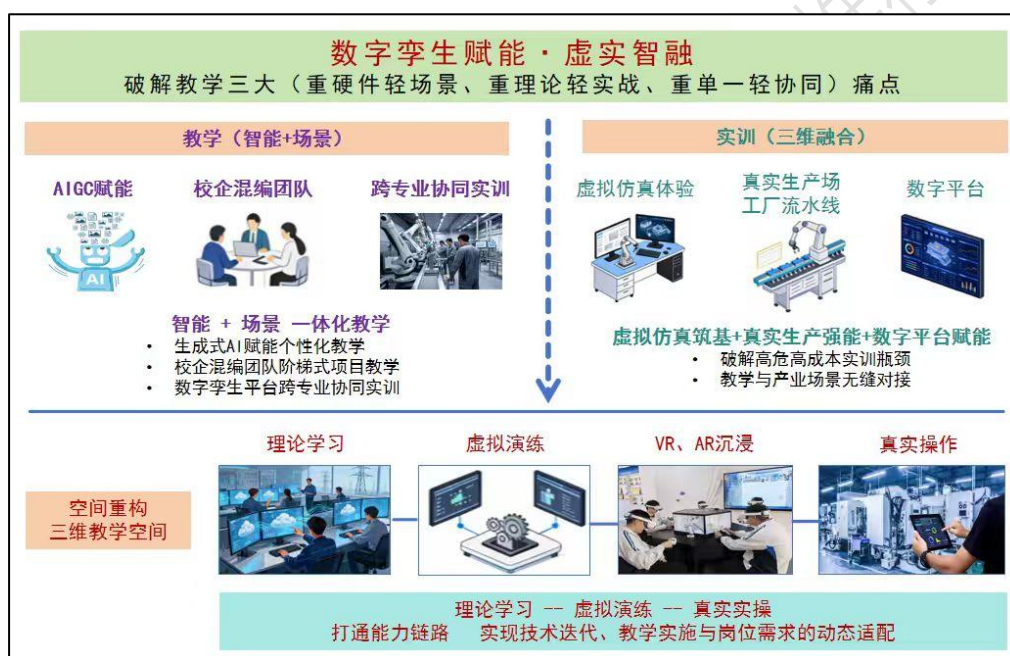 数字孪生赋能·虚实智融
破解教学三大（重硬件轻场景、重理论轻实战、重单一轻协同）痛点
教学（智能+场景）
AIGC赋能
校企混编团队
跨专业协同实训
AI
智能 + 场景 一体化教学
• 生成式AI赋能个性化教学
• 校企混编团队阶梯式项目教学
• 数字孪生平台跨专业协同实训
实训（三维融合）
虚拟仿真体验
真实生产场
工厂流水线
数字平台
虚拟仿真筑基+真实生产强能+数字平台赋能
• 破解高危高成本实训瓶颈
• 教学与产业场景无缝对接
空间重构
三维教学空间
理论学习
虚拟演练
VR、AR沉浸
真实操作
理论学习 -- 虚拟演练 -- 真实实操
打通能力链路 实现技术迭代、教学实施与岗位需求的动态适配